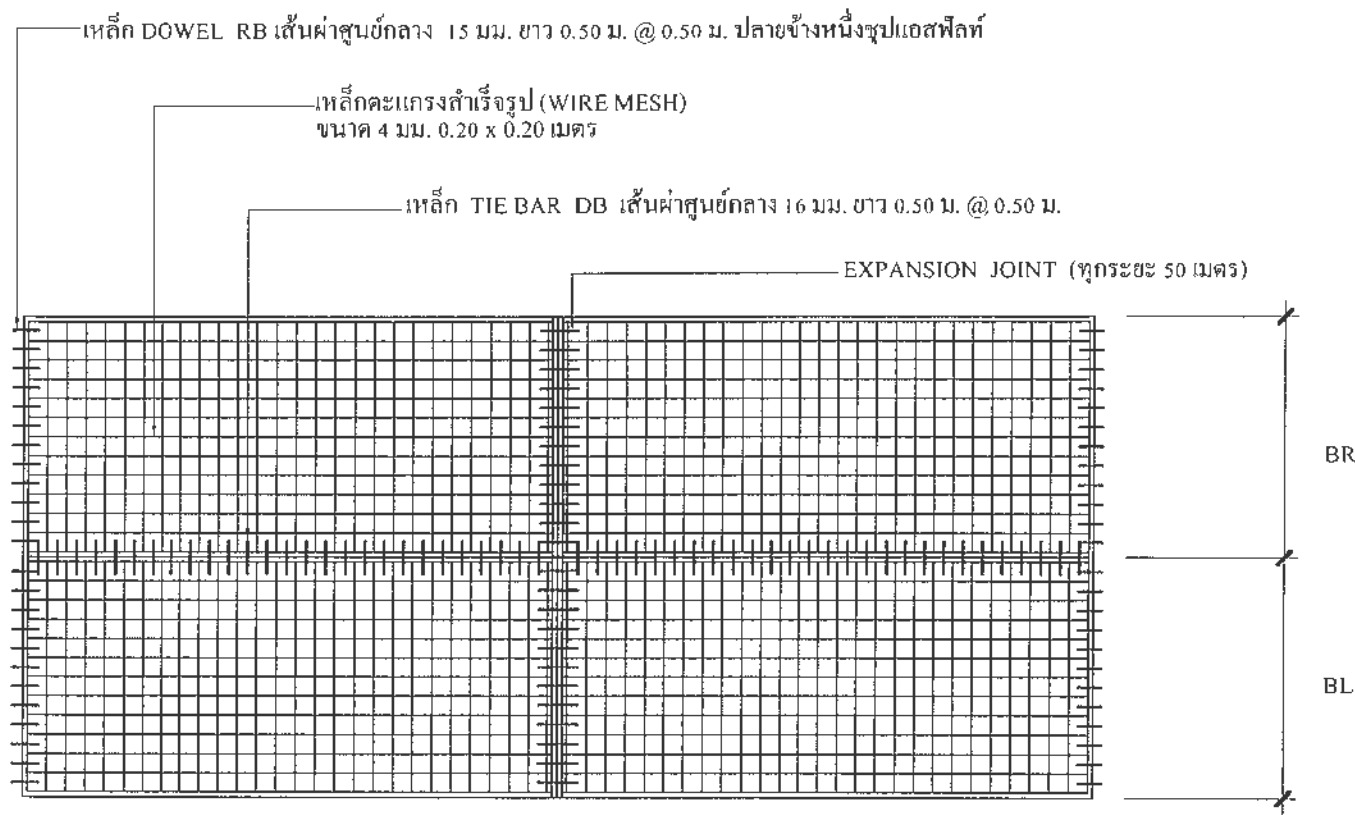 เหล็ก DOWEL RB เส้นผ่าศูนย์กลาง 15 มม. ยาว 0.50 ม. @ 0.50 ม. ปลายข้างหนึ่งชุปแอสฟัลท์
เหล็กตะแกรงสำเร็จรูป (WIRE MESH)
ขนาด 4 มม. 0.20 x 0.20 เมตร
เหล็ก TIE BAR DB เส้นผ่าศูนย์กลาง 16 มม. ยาว 0.50 ม. @ 0.50 ม.
EXPANSION JOINT (ทุกระยะ 50 เมตร)
BR
BL